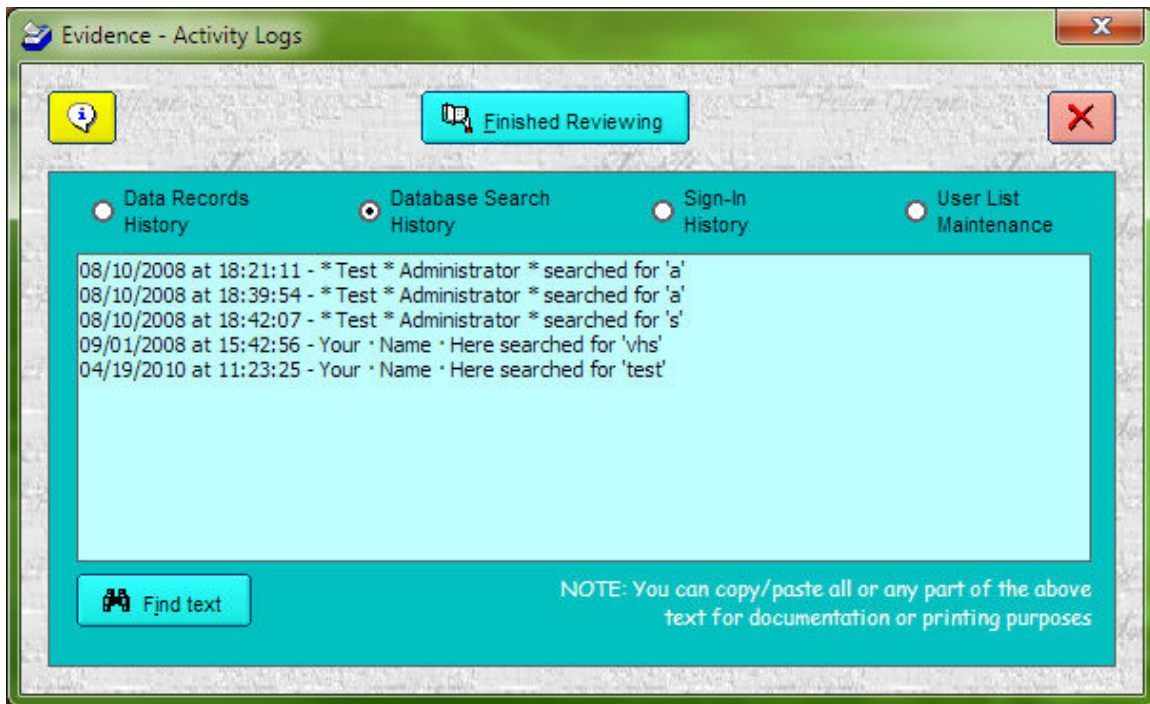 Evidence - Activity Logs
Finished Reviewing
Data Records
History
Database Search
History
Sign-In
History
User List
Maintenance
08/10/2008 at 18:21:11 - * Test * Administrator * searched for 'a'
08/10/2008 at 18:39:54 - * Test * Administrator * searched for 'a'
08/10/2008 at 18:42:07 - * Test * Administrator * searched for 's'
09/01/2008 at 15:42:56 - Your · Name · Here searched for 'vhs'
04/19/2010 at 11:23:25 - Your · Name · Here searched for 'test'
Find text
NOTE: You can copy/paste all or any part of the above
text for documentation or printing purposes